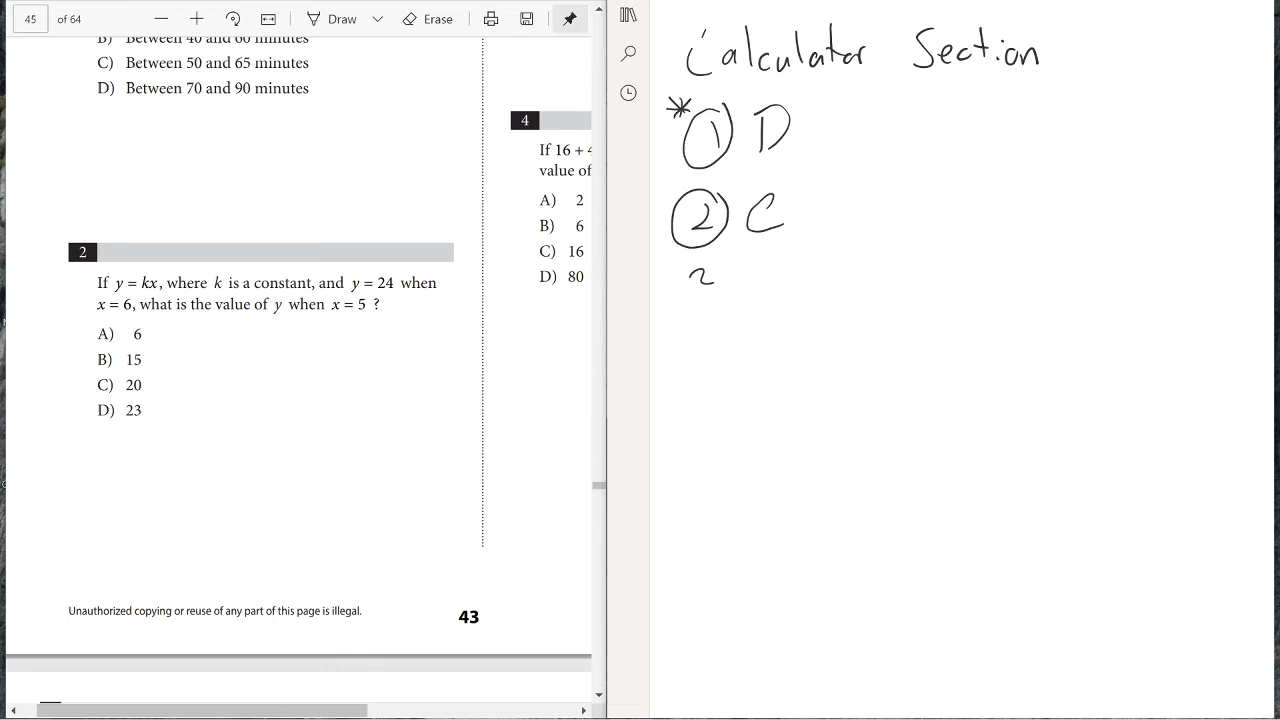 45 of 64
Draw
Erase
B) Between 40 and 60 minutes
C) Between 50 and 65 minutes
D) Between 70 and 90 minutes
2
If y = kx, where k is a constant, and y = 24 when
x = 6, what is the value of y when x = 5 ?
A) 6
B) 15
C) 20
D) 23
Unauthorized copying or reuse of any part of this page is illegal.
43
4
If 16 + 4
value of
A) 2
B) 6
C) 16
D) 80
Calculator Section
* 1 D
2 C
2